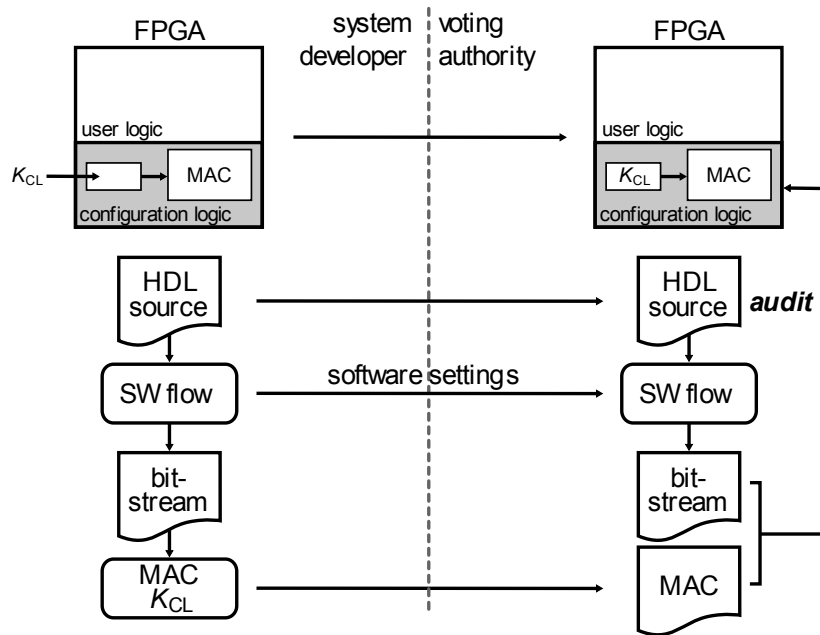 system voting
developer authority
FPGA
FPGA
user logic
user logic
K_CL
MAC
configuration logic
K_CL
MAC
configuration logic
HDL
source
HDL
source
audit
SW flow
software settings
SW flow
bit-
stream
bit-
stream
MAC
K_CL
MAC